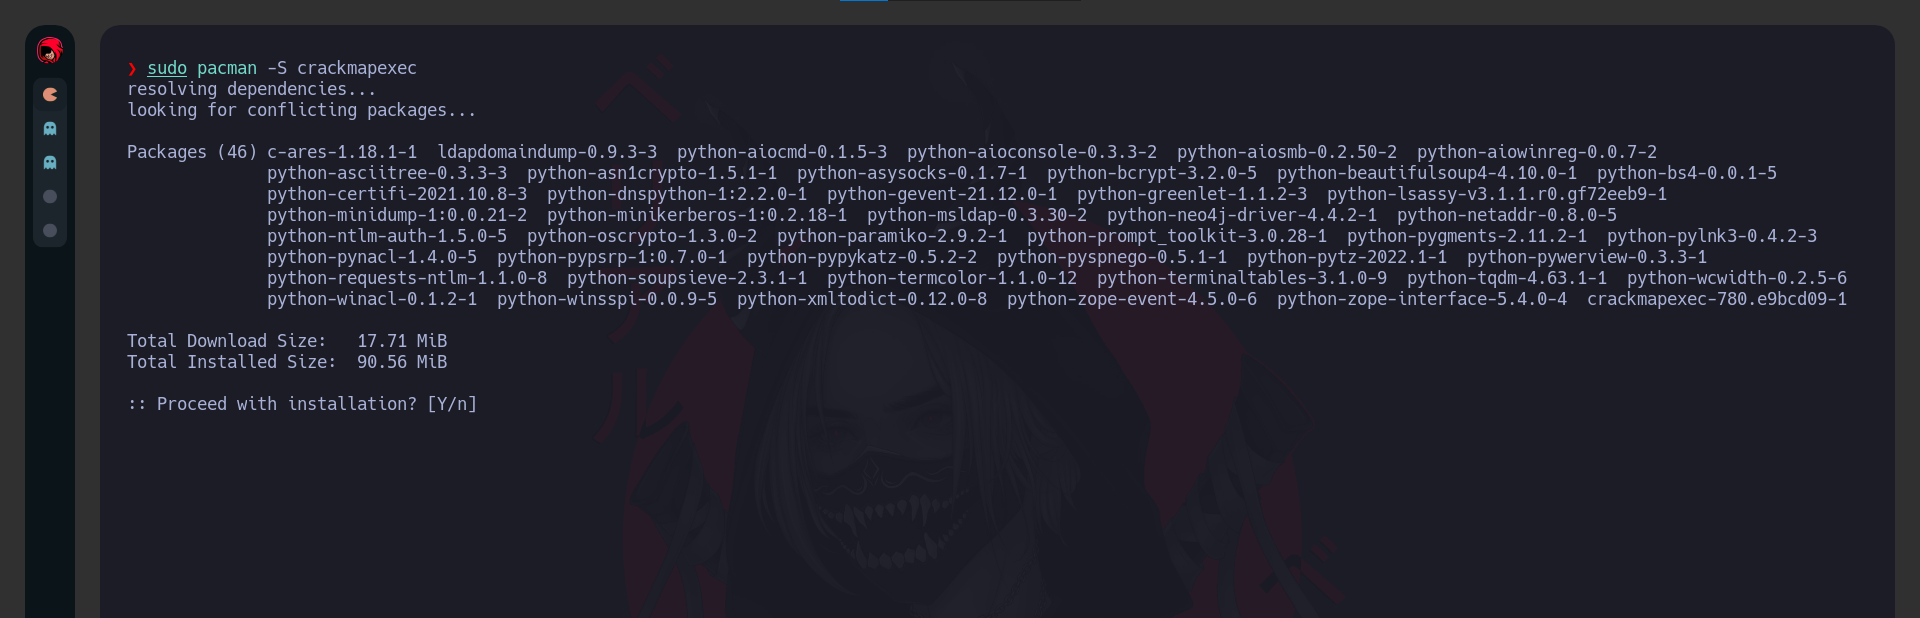 ❯ sudo pacman -S crackmapexec
resolving dependencies...
looking for conflicting packages...
Packages (46) c-ares-1.18.1-1  ldapdomaindump-0.9.3-3  python-aiocmd-0.1.5-3  python-aioconsole-0.3.3-2  python-aiosmb-0.2.50-2  python-aiowinreg-0.0.7-2
python-asciitree-0.3.3-3  python-asn1crypto-1.5.1-1  python-asysocks-0.1.7-1  python-bcrypt-3.2.0-5  python-beautifulsoup4-4.10.0-1  python-bs4-0.0.1-5
python-certifi-2021.10.8-3  python-dnspython-1:2.2.0-1  python-gevent-21.12.0-1  python-greenlet-1.1.2-3  python-lsassy-v3.1.1.r0.gf72eeb9-1
python-minidump-1:0.0.21-2  python-minikerberos-1:0.2.18-1  python-msldap-0.3.30-2  python-neo4j-driver-4.4.2-1  python-netaddr-0.8.0-5
python-ntlm-auth-1.5.0-5  python-oscrypto-1.3.0-2  python-paramiko-2.9.2-1  python-prompt_toolkit-3.0.28-1  python-pygments-2.11.2-1  python-pylnk3-0.4.2-3
python-pynacl-1.4.0-5  python-pypsrp-1:0.7.0-1  python-pypykatz-0.5.2-2  python-pyspnego-0.5.1-1  python-pytz-2022.1-1  python-pywerview-0.3.3-1
python-requests-ntlm-1.1.0-8  python-soupsieve-2.3.1-1  python-termcolor-1.1.0-12  python-terminaltables-3.1.0-9  python-tqdm-4.63.1-1  python-wcwidth-0.2.5-6
python-winacl-0.1.2-1  python-winsspi-0.0.9-5  python-xmltodict-0.12.0-8  python-zope-event-4.5.0-6  python-zope-interface-5.4.0-4  crackmapexec-780.e9bcd09-1
Total Download Size:   17.71 MiB
Total Installed Size:  90.56 MiB
:: Proceed with installation? [Y/n]